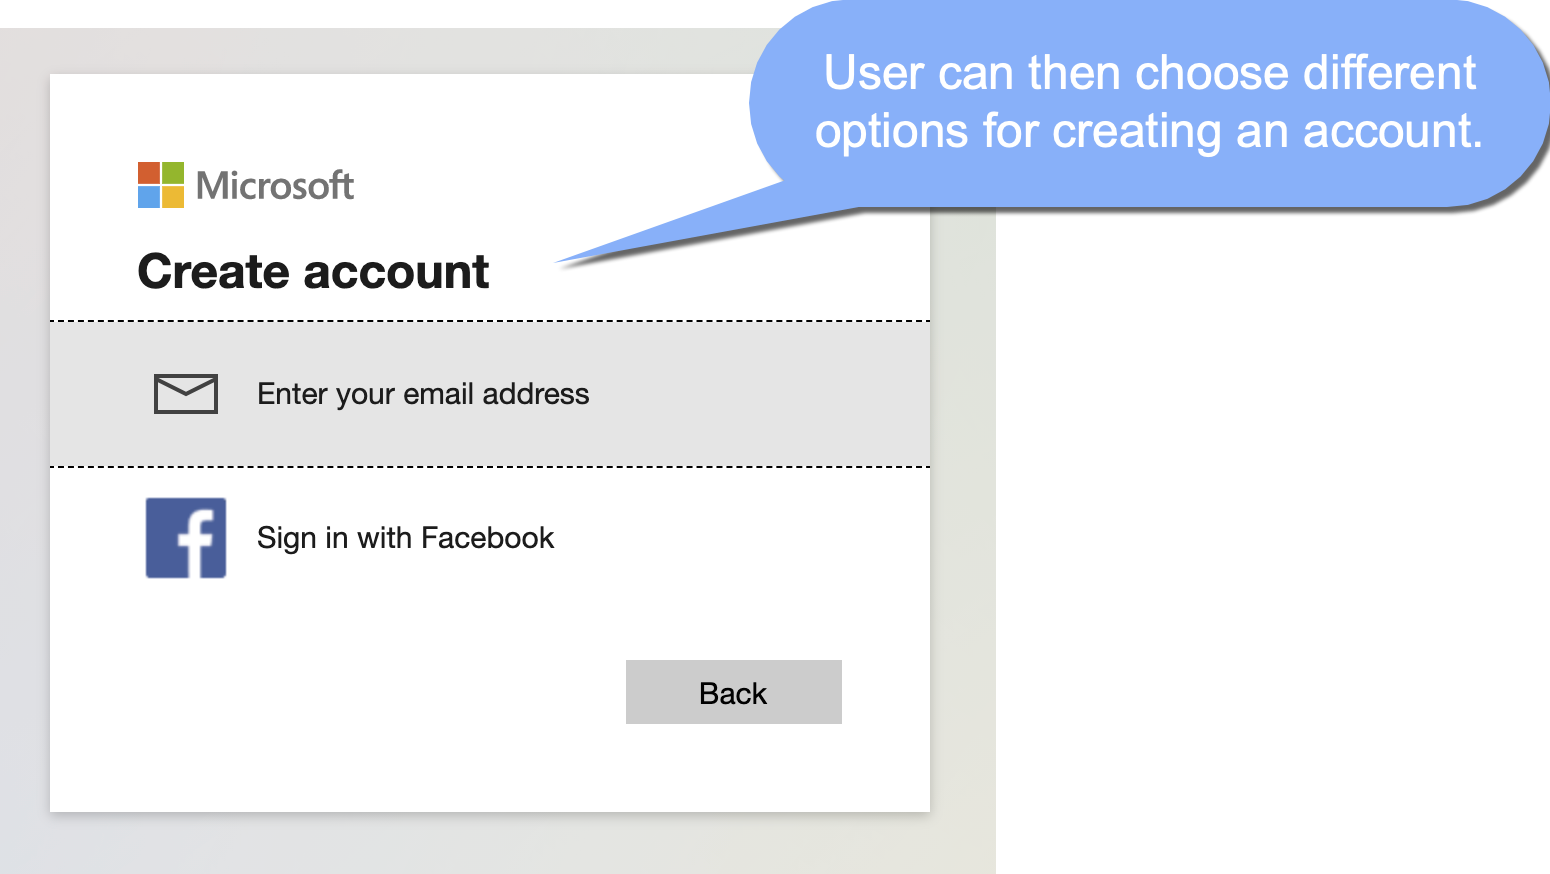 User can then choose different
options for creating an account.
Microsoft
Create account
Enter your email address
Sign in with Facebook
Back